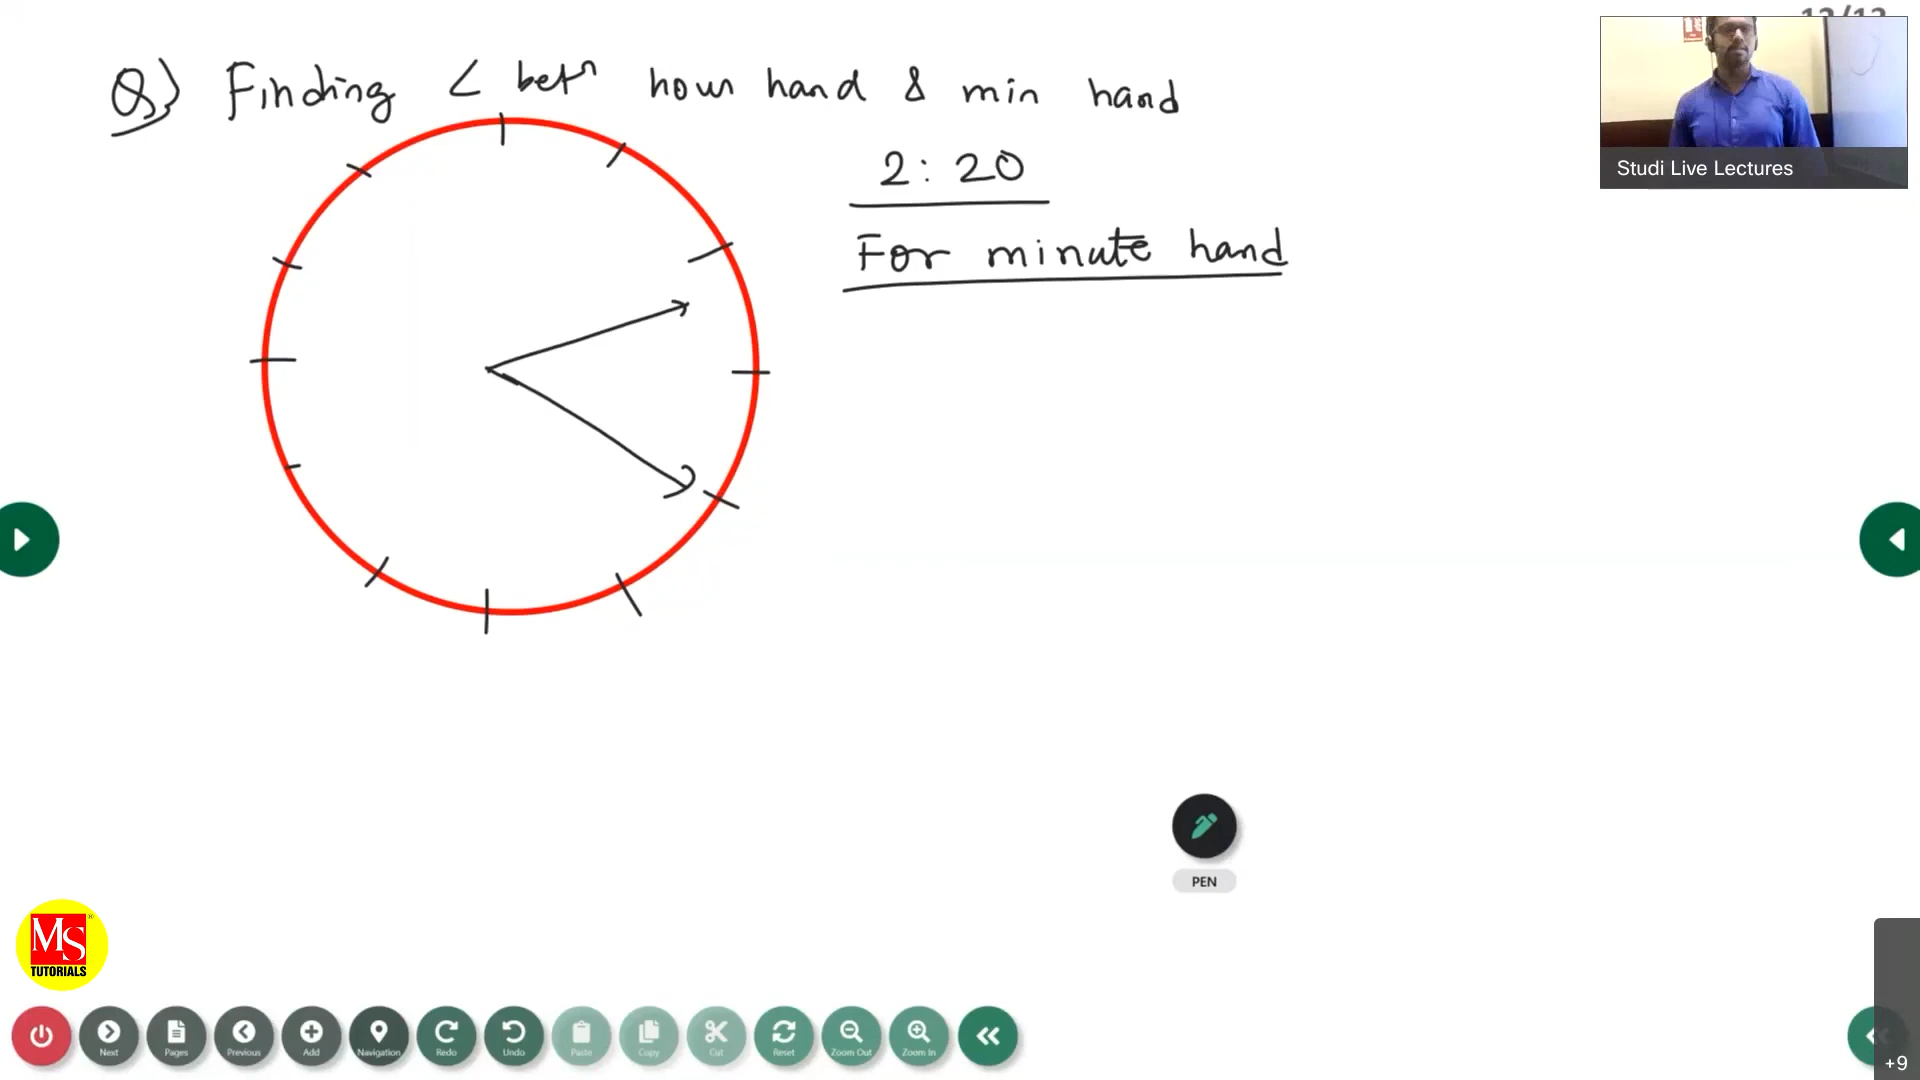 Q) Finding ∠ betn hour hand & min hand
2 : 20
For minute hand
Studi Live Lectures
PEN
MS
TUTORIALS
Next
Pages
Previous
Add
Navigation
Redo
Undo
Paste
Copy
Cut
Reset
Zoom Out
Zoom In
+9